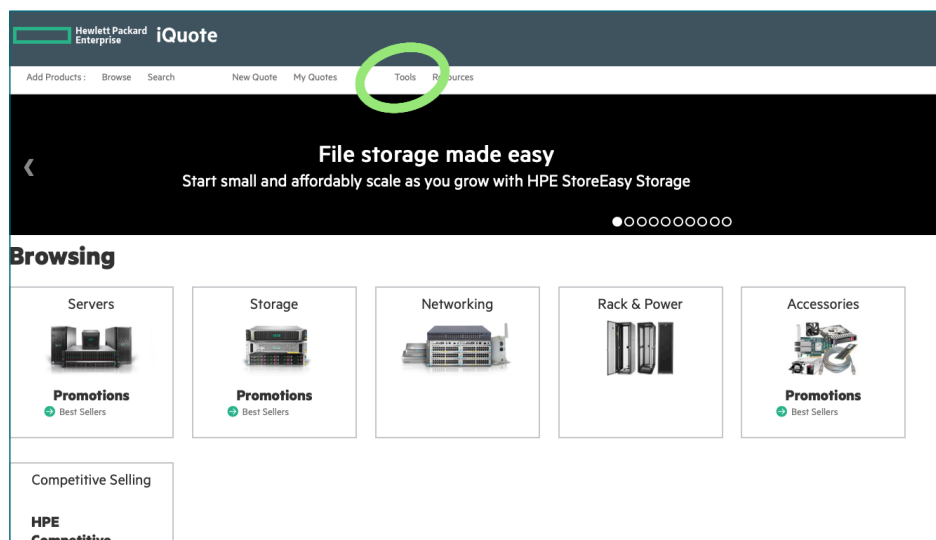 Hewlett Packard
Enterprise
iQuote
Add Products : Browse Search New Quote My Quotes Tools Resources
File storage made easy
Start small and affordably scale as you grow with HPE StoreEasy Storage
Browsing
Servers Storage Networking Rack & Power Accessories
Promotions Promotions Promotions
Best Sellers Best Sellers Best Sellers
Competitive Selling
HPE
Competitive